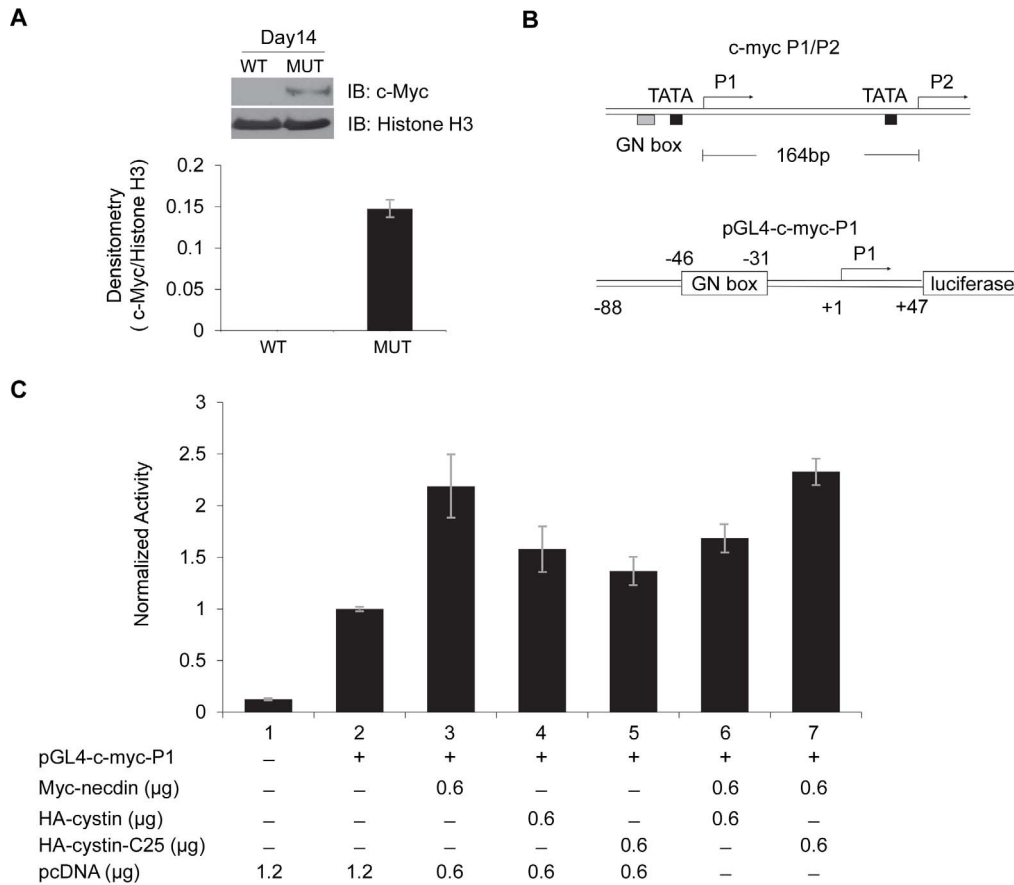 A
Day14
WT MUT
IB: c-Myc
IB: Histone H3
Densitometry
( c-Myc/Histone H3)
0.2
0.15
0.1
0.05
0
WT MUT
B
c-myc P1/P2
P1 P2
TATA TATA
GN box
164bp
pGL4-c-myc-P1
-46 -31 P1
GN box luciferase
-88 +1 +47
C
Normalized Activity
3
2.5
2
1.5
1
0.5
0
1 2 3 4 5 6 7
pGL4-c-myc-P1 – + + + + + +
Myc-necdin (µg) – – 0.6 – – 0.6 0.6
HA-cystin (µg) – – – 0.6 – 0.6 –
HA-cystin-C25 (µg) – – – – 0.6 – 0.6
pcDNA (µg) 1.2 1.2 0.6 0.6 0.6 – –